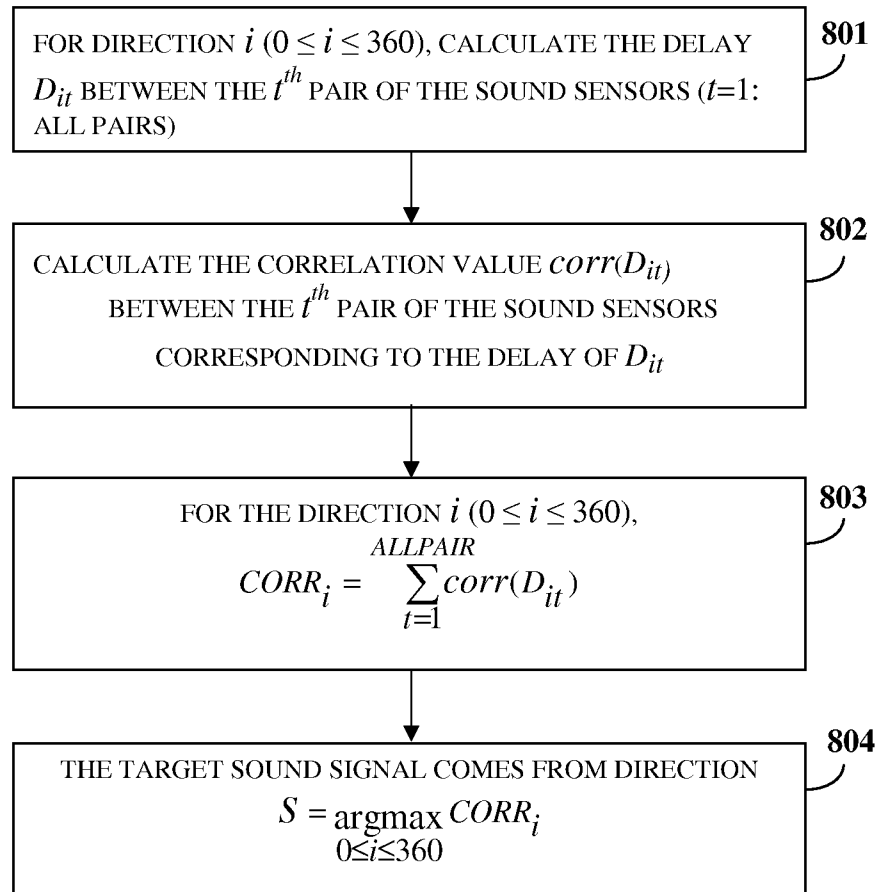 FOR DIRECTION i (0 ≤ i ≤ 360), CALCULATE THE DELAY
D_it BETWEEN THE t^th PAIR OF THE SOUND SENSORS (t=1:
ALL PAIRS)
801
CALCULATE THE CORRELATION VALUE corr(D_it)
BETWEEN THE t^th PAIR OF THE SOUND SENSORS
CORRESPONDING TO THE DELAY OF D_it
802
FOR THE DIRECTION i (0 ≤ i ≤ 360),
ALLPAIR
CORR_i = ∑ corr(D_it)
t=1
803
THE TARGET SOUND SIGNAL COMES FROM DIRECTION
S = argmax CORR_i
0≤i≤360
804